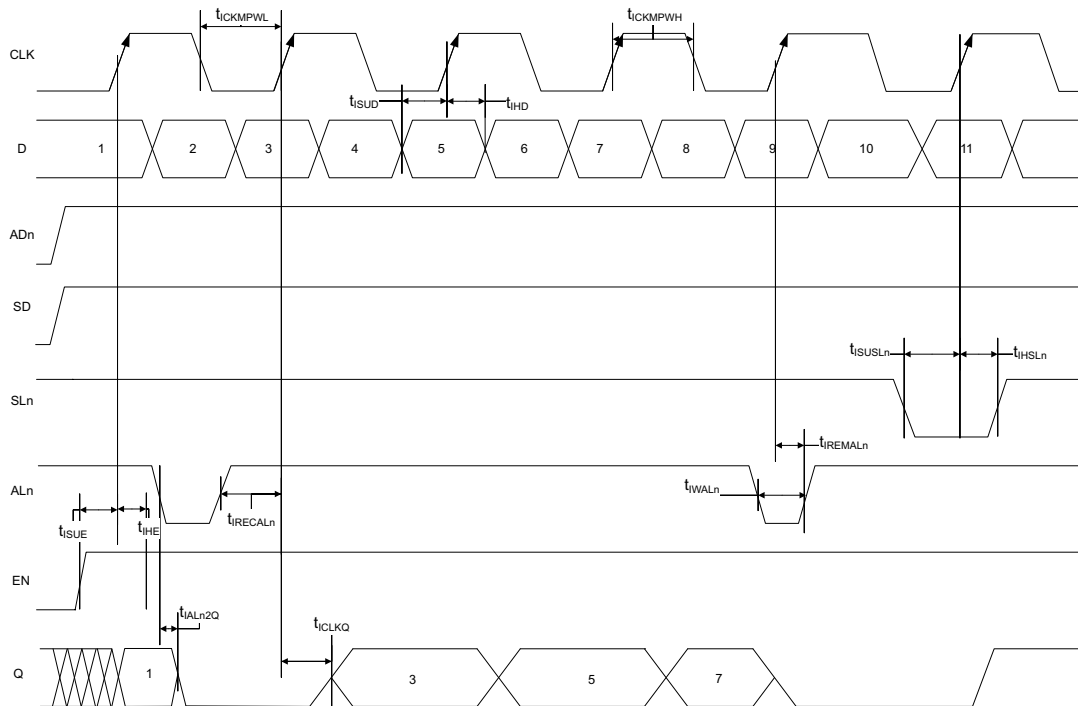 tICKMPWL
tICKMPWH
CLK
tISUD
tIHD
D
1 2 3 4 5 6 7 8 9 10 11
ADn
SD
tISUSLn
tIHSLn
SLn
tIREMALn
ALn
tIWALn
tISUE
tIHE
tIRECALn
EN
tIALn2Q
tICLKQ
Q
1 3 5 7